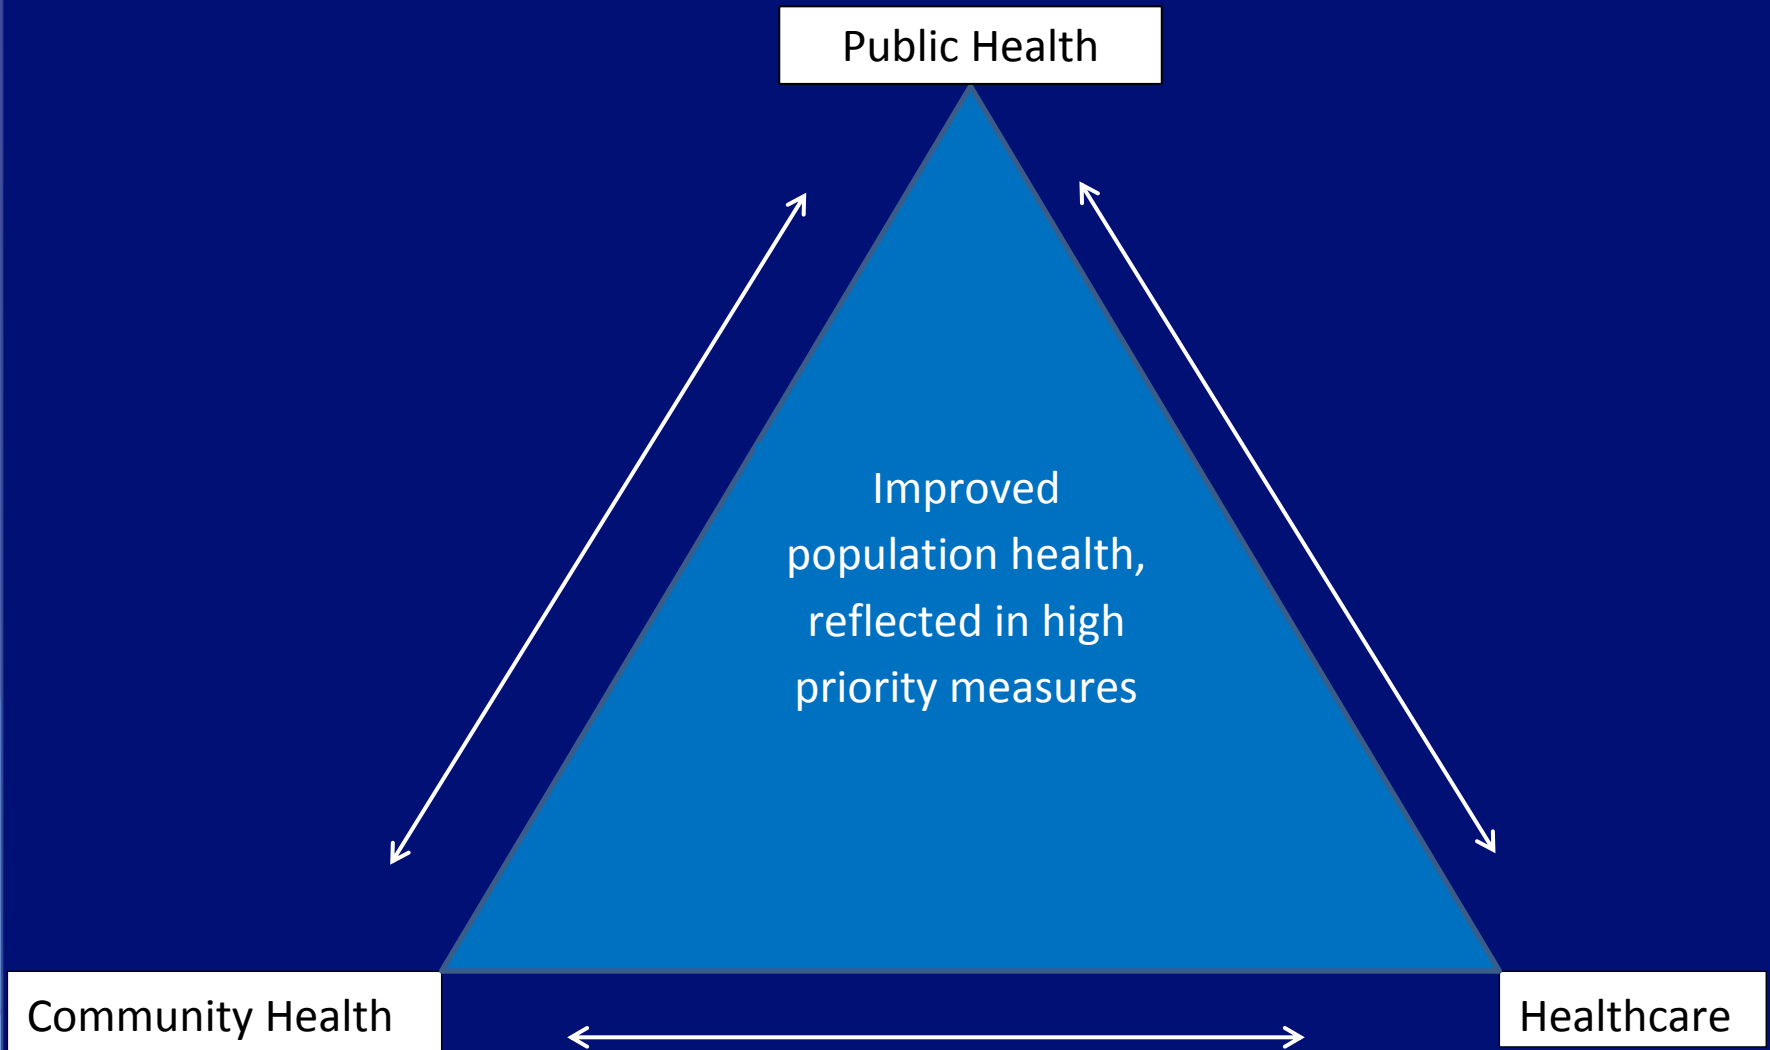 Public Health
Improved
population health,
reflected in high
priority measures
Community Health
Healthcare